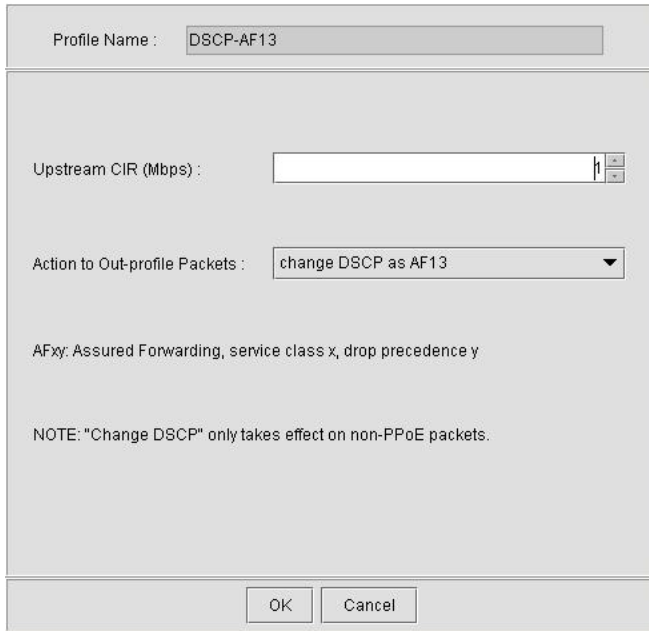 Profile Name : DSCP-AF13
Upstream CIR (Mbps) : 1
Action to Out-profile Packets : change DSCP as AF13
AFxy: Assured Forwarding, service class x, drop precedence y
NOTE: "Change DSCP" only takes effect on non-PPoE packets.
OK Cancel